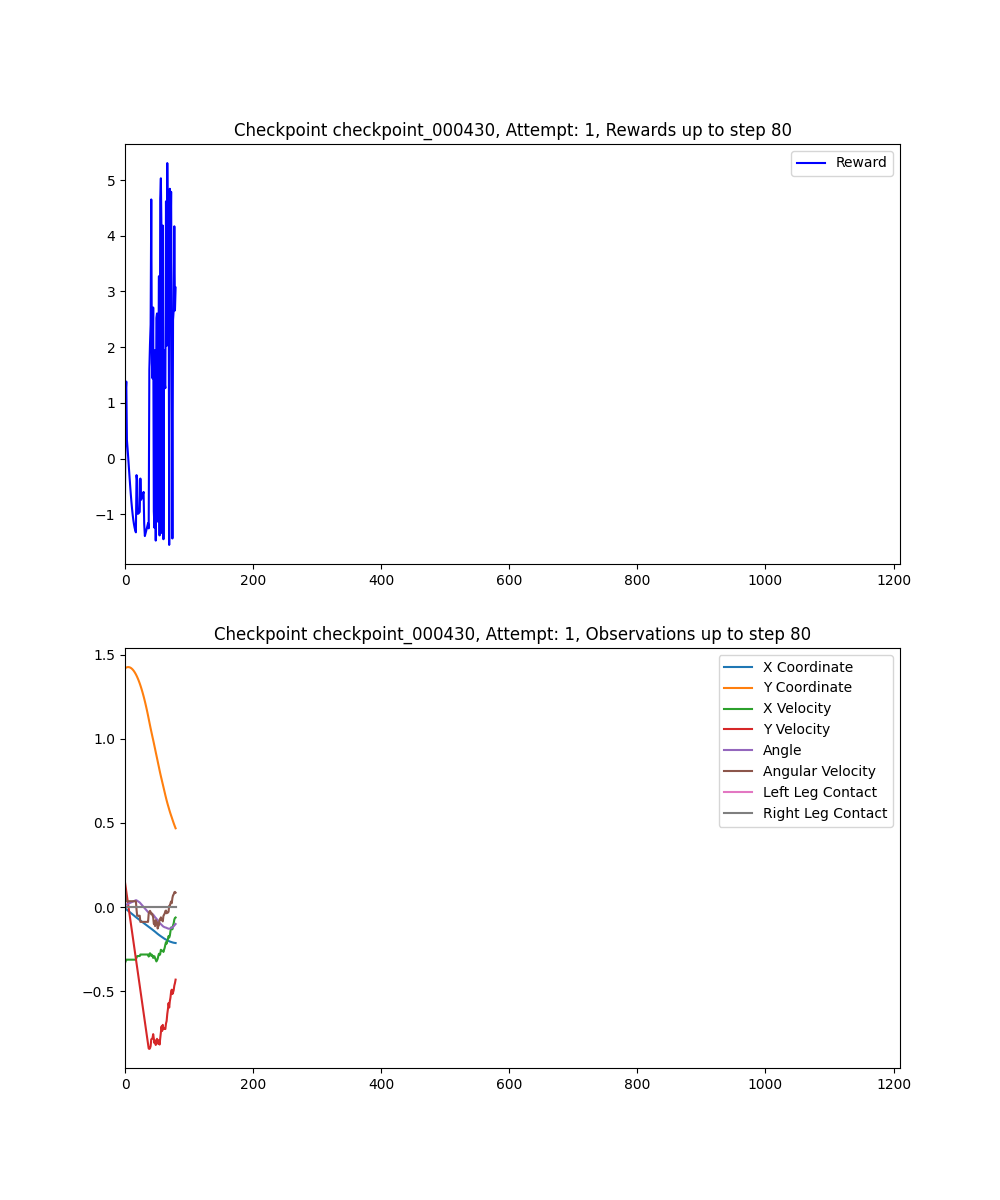 Checkpoint checkpoint_000430, Attempt: 1, Rewards up to step 80
Reward
5
4
3
2
1
0
−1
0 200 400 600 800 1000 1200
Checkpoint checkpoint_000430, Attempt: 1, Observations up to step 80
1.5
1.0
0.5
0.0
−0.5
X Coordinate
Y Coordinate
X Velocity
Y Velocity
Angle
Angular Velocity
Left Leg Contact
Right Leg Contact
0 200 400 600 800 1000 1200